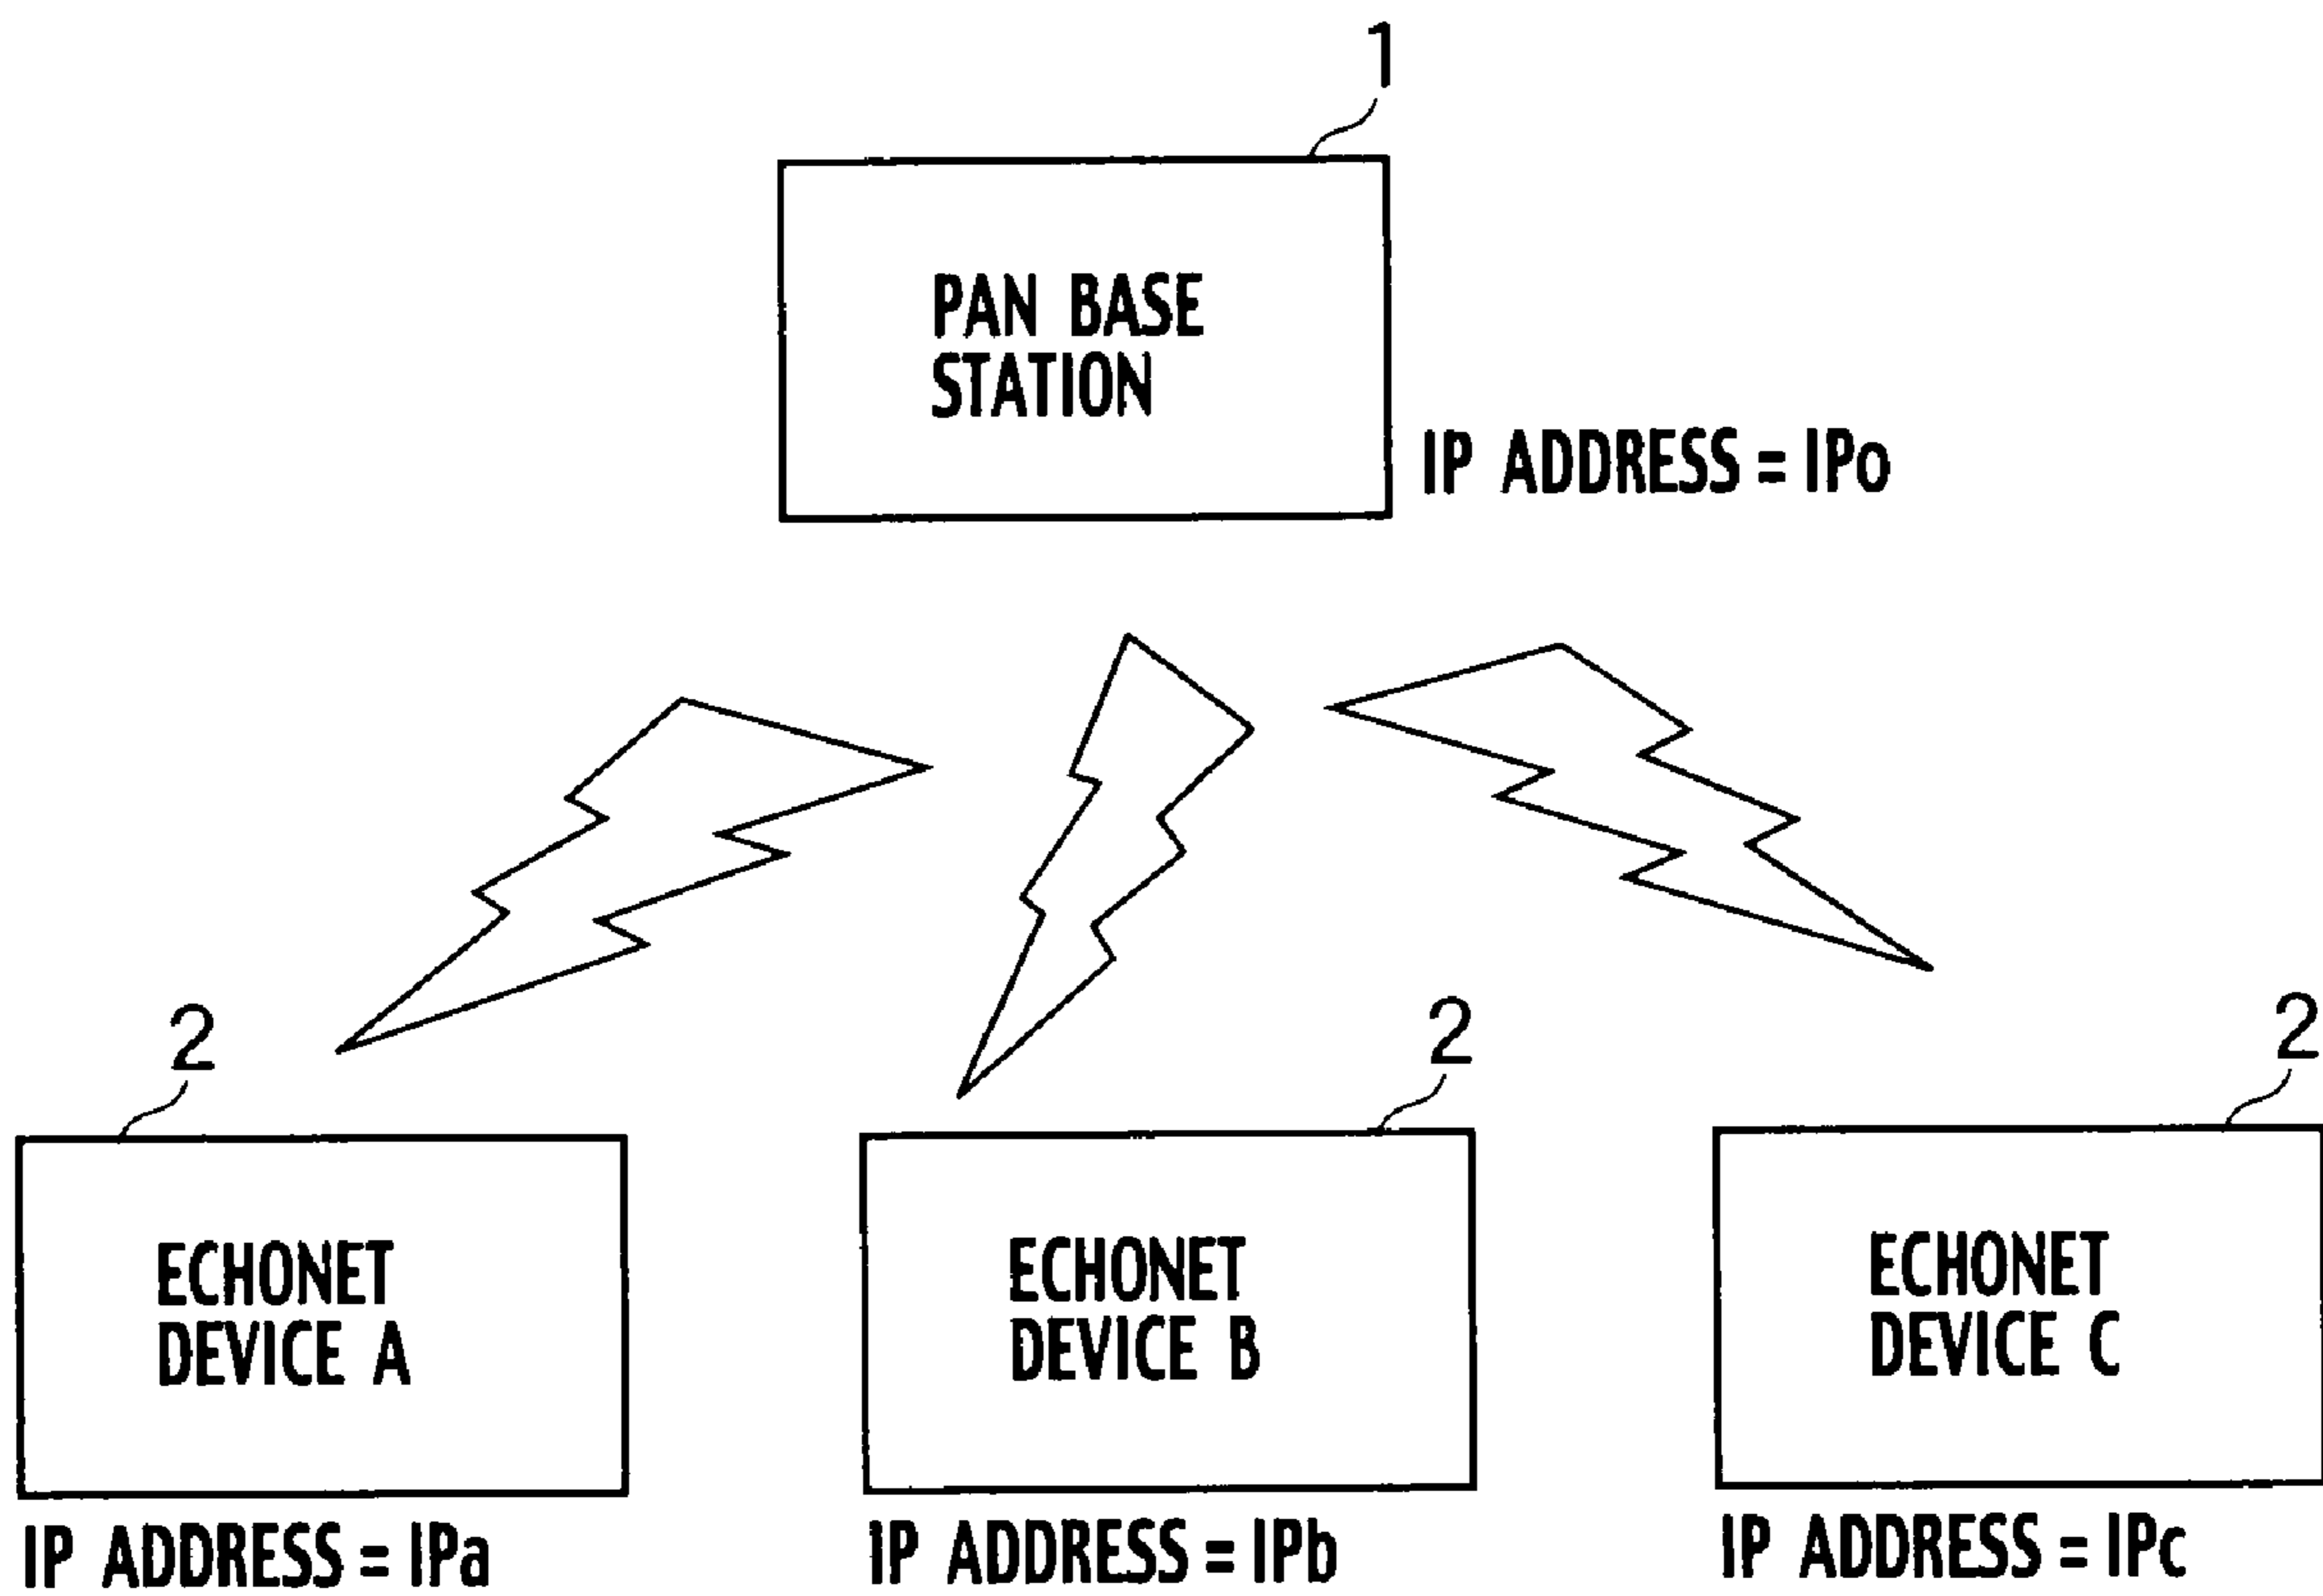 1
PAN BASE
STATION
IP ADDRESS = IPo
2
2
2
ECHONET
DEVICE A
ECHONET
DEVICE B
ECHONET
DEVICE C
IP ADDRESS = IPa
IP ADDRESS = IPb
IP ADDRESS = IPc